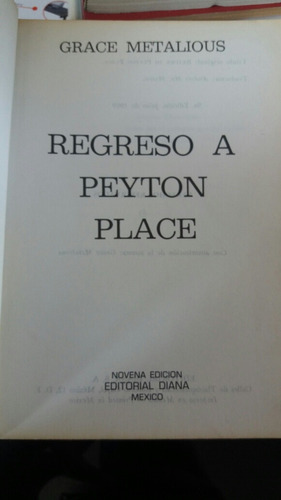 GRACE METALIOUS
REGRESO A
PEYTON
PLACE
NOVENA EDICION
EDITORIAL DIANA
MEXICO